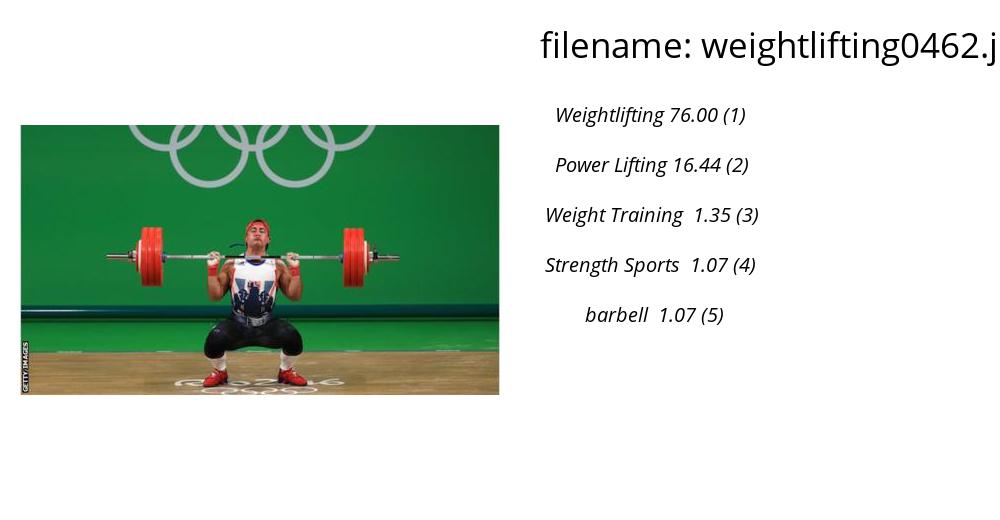 filename: weightlifting0462.j
Weightlifting 76.00 (1)
Power Lifting 16.44 (2)
Weight Training 1.35 (3)
Strength Sports 1.07 (4)
barbell 1.07 (5)
GETTY IMAGES